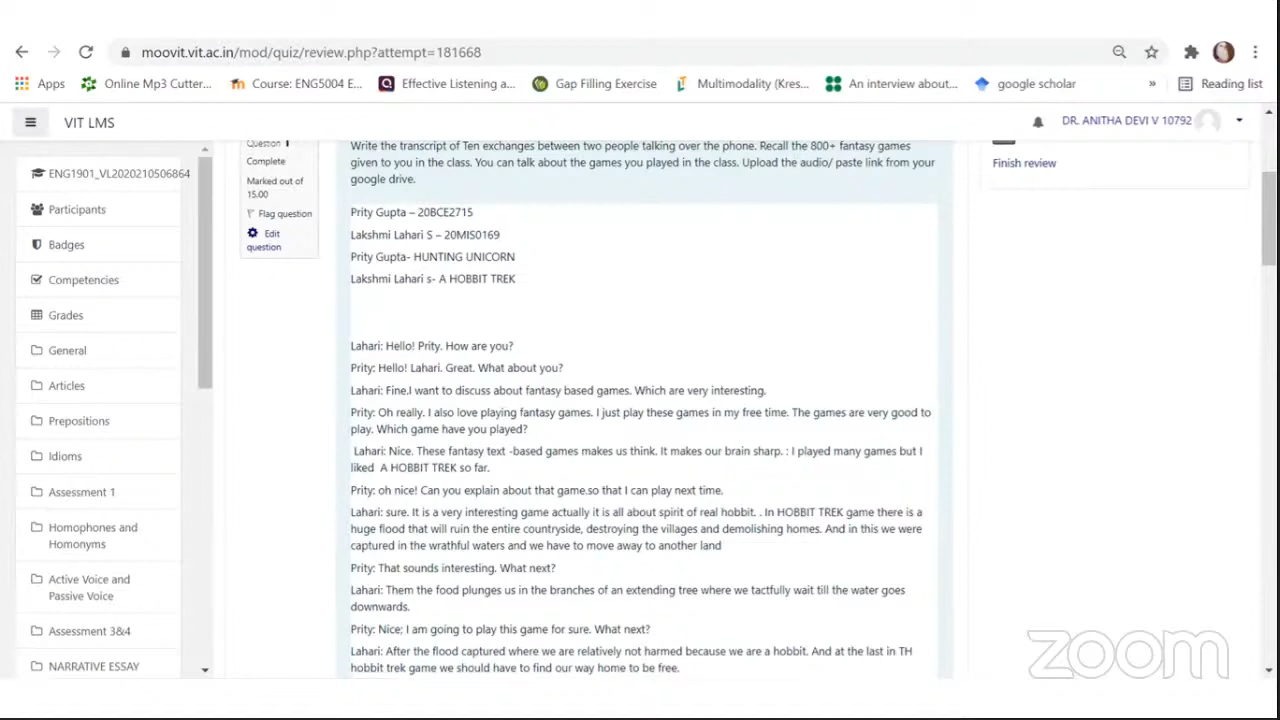 moovit.vit.ac.in/mod/quiz/review.php?attempt=181668
Apps
Online Mp3 Cutter...
Course: ENG5004 E...
Effective Listening a...
Gap Filling Exercise
Multimodality (Kres...
An interview about...
google scholar
»
Reading list
VIT LMS
DR. ANITHA DEVI V 10792
ENG1901_VL2020210506864
Participants
Badges
Competencies
Grades
General
Articles
Prepositions
Idioms
Assessment 1
Homophones and
Homonyms
Active Voice and
Passive Voice
Assessment 3&4
NARRATIVE ESSAY
Question 1
Complete
Marked out of
15.00
Flag question
Edit
question
Write the transcript of Ten exchanges between two people talking over the phone. Recall the 800+ fantasy games
given to you in the class. You can talk about the games you played in the class. Upload the audio/ paste link from your
google drive.
Prity Gupta – 20BCE2715
Lakshmi Lahari S – 20MIS0169
Prity Gupta- HUNTING UNICORN
Lakshmi Lahari s- A HOBBIT TREK
Lahari: Hello! Prity. How are you?
Prity: Hello! Lahari. Great. What about you?
Lahari: Fine.I want to discuss about fantasy based games. Which are very interesting.
Prity: Oh really. I also love playing fantasy games. I just play these games in my free time. The games are very good to
play. Which game have you played?
Lahari: Nice. These fantasy text -based games makes us think. It makes our brain sharp. : I played many games but I
liked A HOBBIT TREK so far.
Prity: oh nice! Can you explain about that game.so that I can play next time.
Lahari: sure. It is a very interesting game actually it is all about spirit of real hobbit. . In HOBBIT TREK game there is a
huge flood that will ruin the entire countryside, destroying the villages and demolishing homes. And in this we were
captured in the wrathful waters and we have to move away to another land
Prity: That sounds interesting. What next?
Lahari: Them the food plunges us in the branches of an extending tree where we tactfully wait till the water goes
downwards.
Prity: Nice; I am going to play this game for sure. What next?
Lahari: After the flood captured where we are relatively not harmed because we are a hobbit. And at the last in TH
hobbit trek game we should have to find our way home to be free.
Finish review
zoom